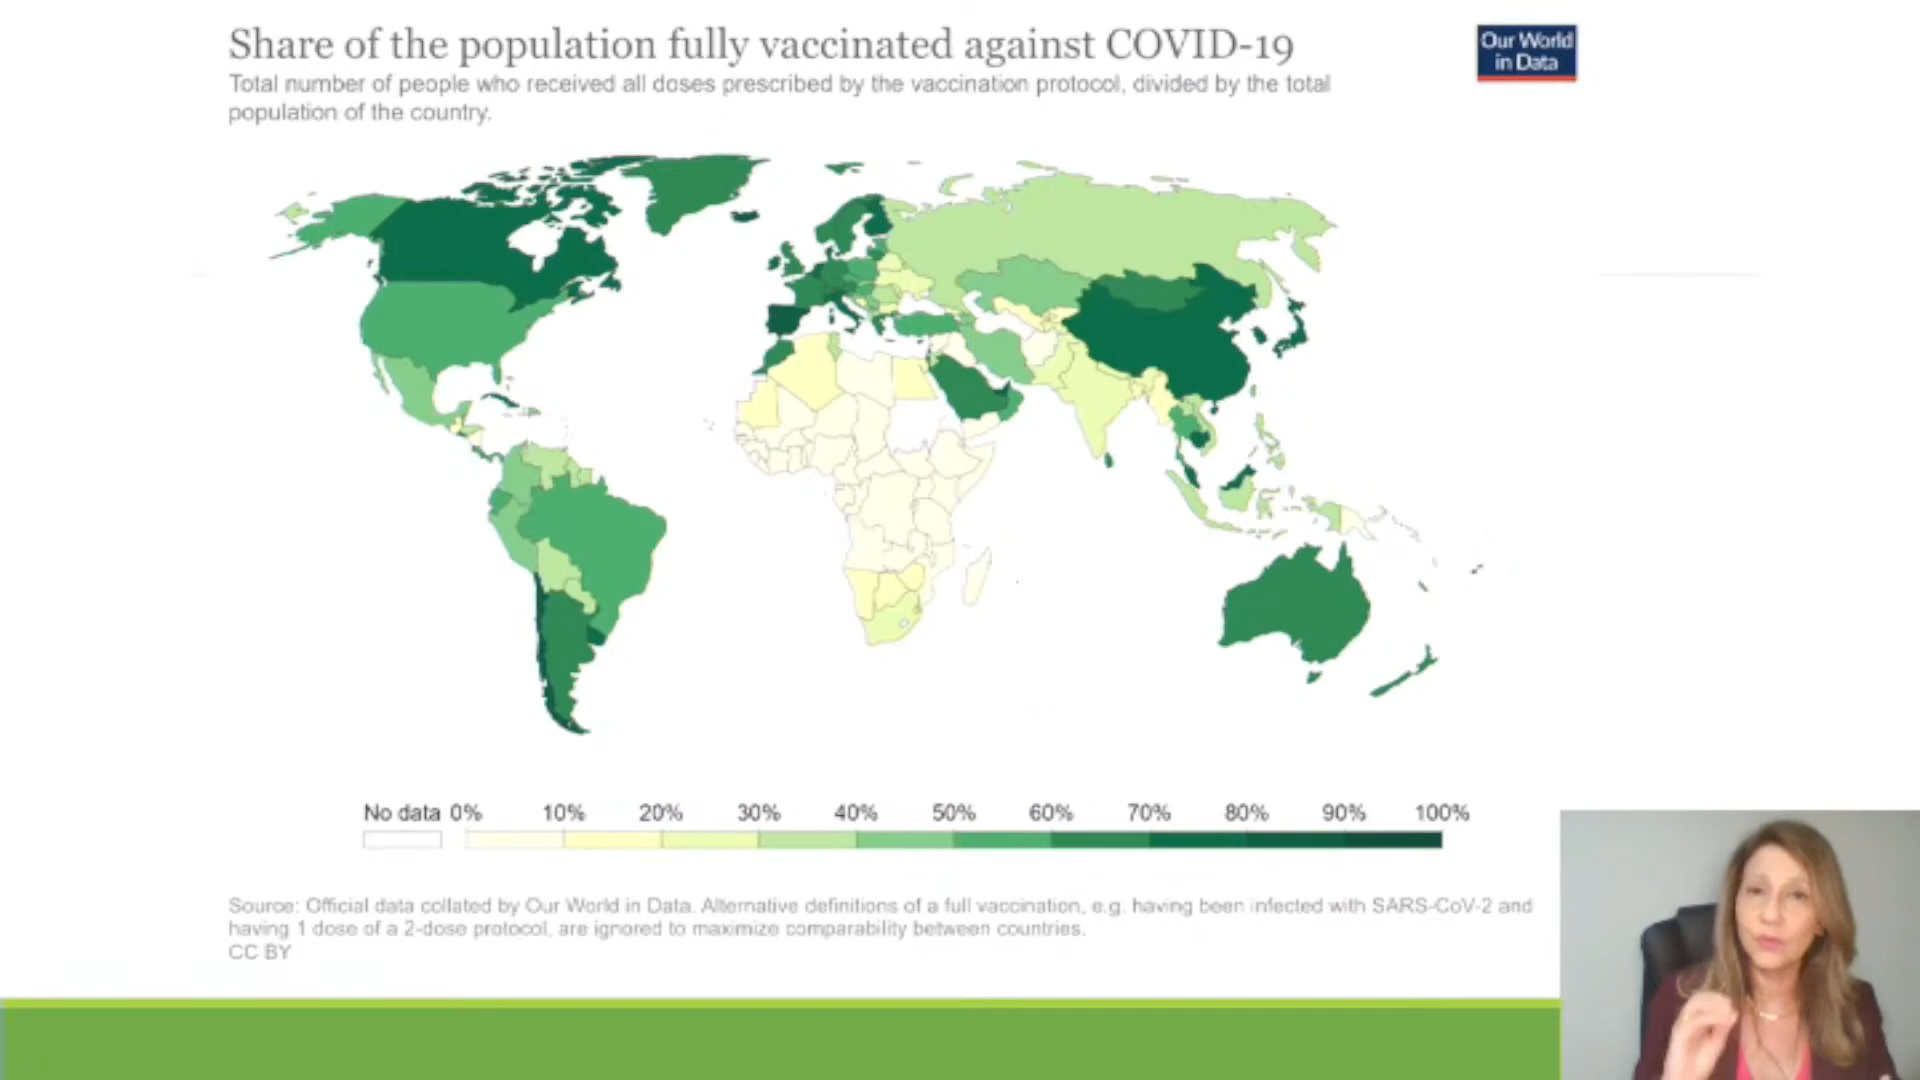 Share of the population fully vaccinated against COVID-19
Our World
in Data
Total number of people who received all doses prescribed by the vaccination protocol, divided by the total
population of the country.
No data 0% 10% 20% 30% 40% 50% 60% 70% 80% 90% 100%
Source: Official data collated by Our World in Data. Alternative definitions of a full vaccination, e.g. having been infected with SARS-CoV-2 and
having 1 dose of a 2-dose protocol, are ignored to maximize comparability between countries.
CC BY